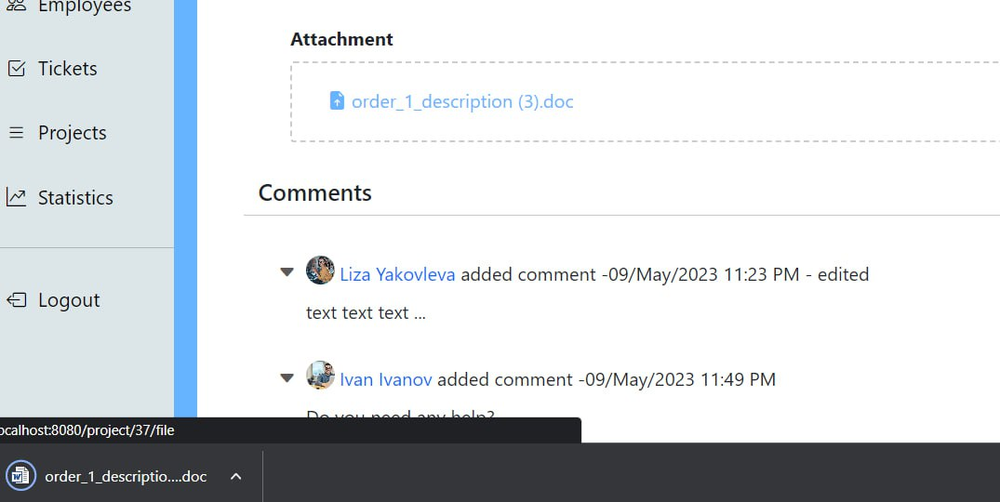 Employees
Tickets
Projects
Statistics
Logout
Attachment
order_1_description (3).doc
Comments
Liza Yakovleva added comment -09/May/2023 11:23 PM - edited
text text text ...
Ivan Ivanov added comment -09/May/2023 11:49 PM
Do you need any help?
ocalhost:8080/project/37/file
order_1_descriptio....doc